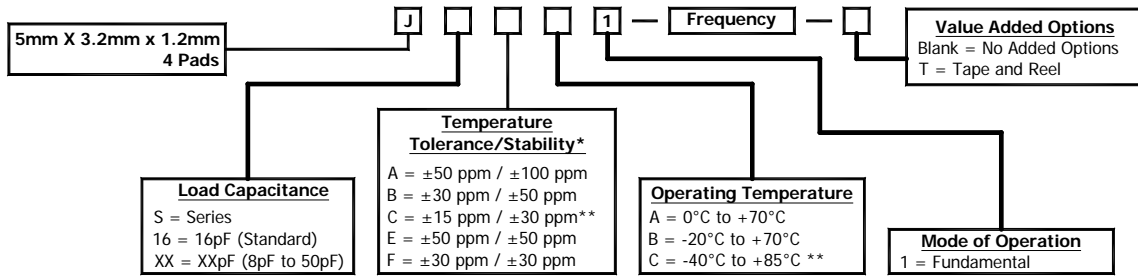 J
1
Frequency
5mm X 3.2mm x 1.2mm
4 Pads
Value Added Options
Blank = No Added Options
T = Tape and Reel
Temperature
Tolerance/Stability*
A = ±50 ppm / ±100 ppm
B = ±30 ppm / ±50 ppm
C = ±15 ppm / ±30 ppm**
E = ±50 ppm / ±50 ppm
F = ±30 ppm / ±30 ppm
Load Capacitance
S = Series
16 = 16pF (Standard)
XX = XXpF (8pF to 50pF)
Operating Temperature
A = 0°C to +70°C
B = -20°C to +70°C
C = -40°C to +85°C **
Mode of Operation
1 = Fundamental